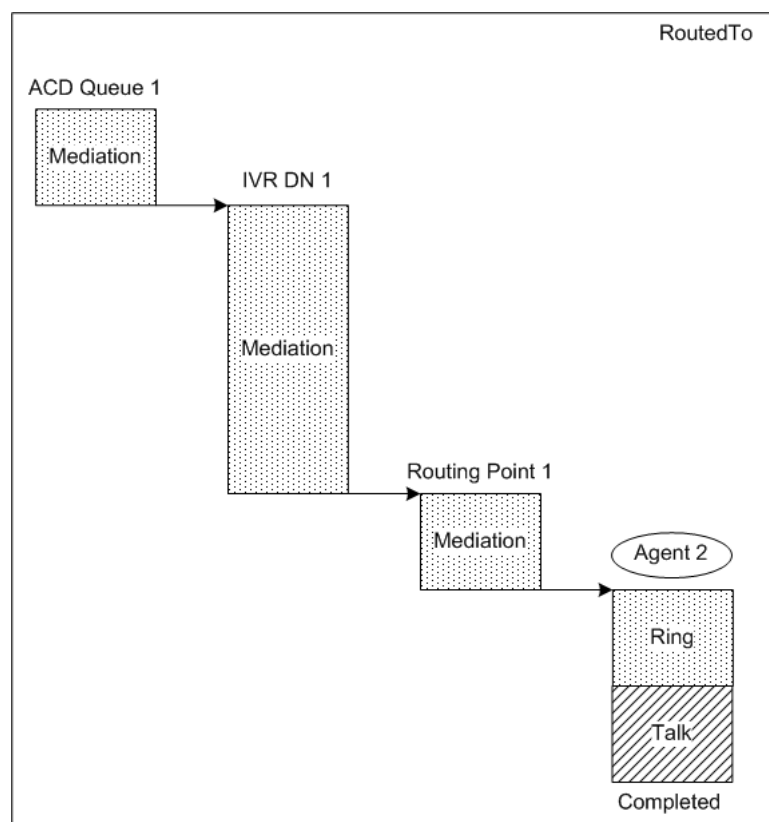 RoutedTo
ACD Queue 1
Mediation
IVR DN 1
Mediation
Routing Point 1
Mediation
Agent 2
Ring
Talk
Completed